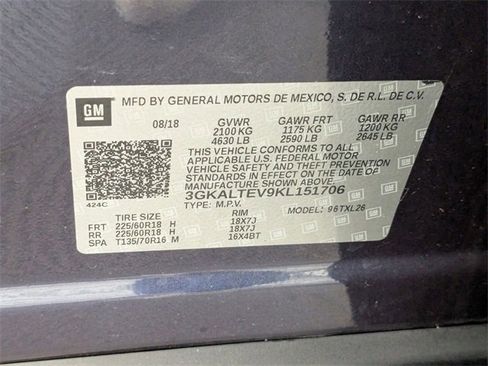 GM MFD BY GENERAL MOTORS DE MEXICO, S. DE R.L. DE C.V.
08/18 GVWR GAWR FRT GAWR RR
2100 KG 1175 KG 1200 KG
4630 LB 2590 LB 2645 LB
THIS VEHICLE CONFORMS TO ALL
APPLICABLE U.S. FEDERAL MOTOR
VEHICLE SAFETY AND THEFT PREVENTION
STANDARDS IN EFFECT ON THE DATE OF
MANUFACTURE SHOWN ABOVE.
3GKALTEV9KL151706
424C TYPE: M.P.V. MODEL: 96TXL26
TIRE SIZE RIM
FRT 225/60R18 H 18X7J
RR 225/60R18 H 18X7J
SPA T135/70R16 M 16X4BT